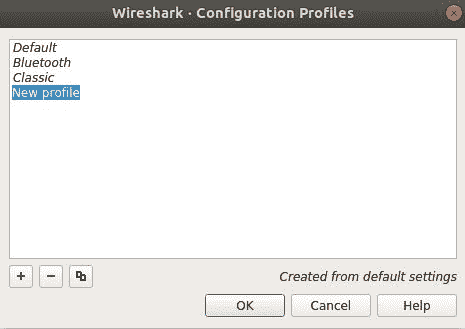 Wireshark · Configuration Profiles
Default
Bluetooth
Classic
New profile
Created from default settings
OK
Cancel
Help